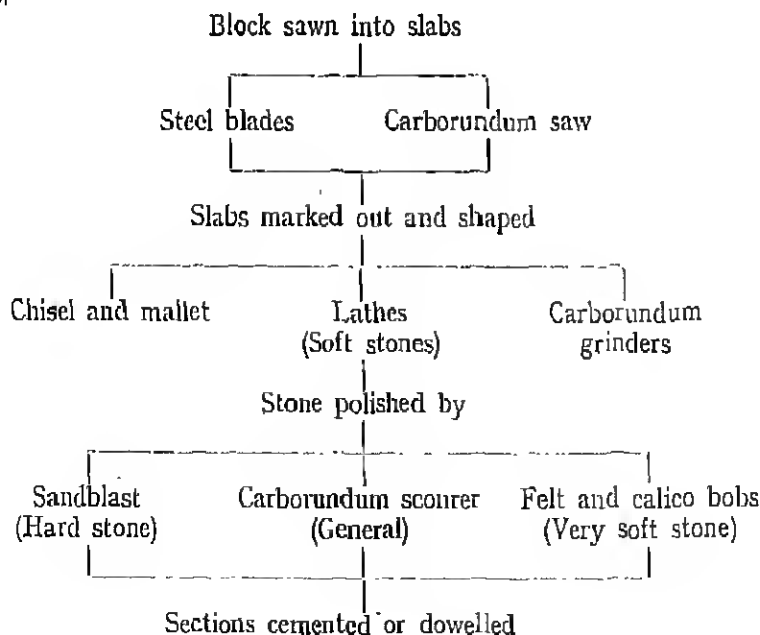 Block sawn into slabs
Steel blades Carborundum saw
Slabs marked out and shaped
Chisel and mallet Lathes Carborundum
(Soft stones) grinders
Stone polished by
Sandblast Carborundum scourer Felt and calico bobs
(Hard stone) (General) (Very soft stone)
Sections cemented or dowelled